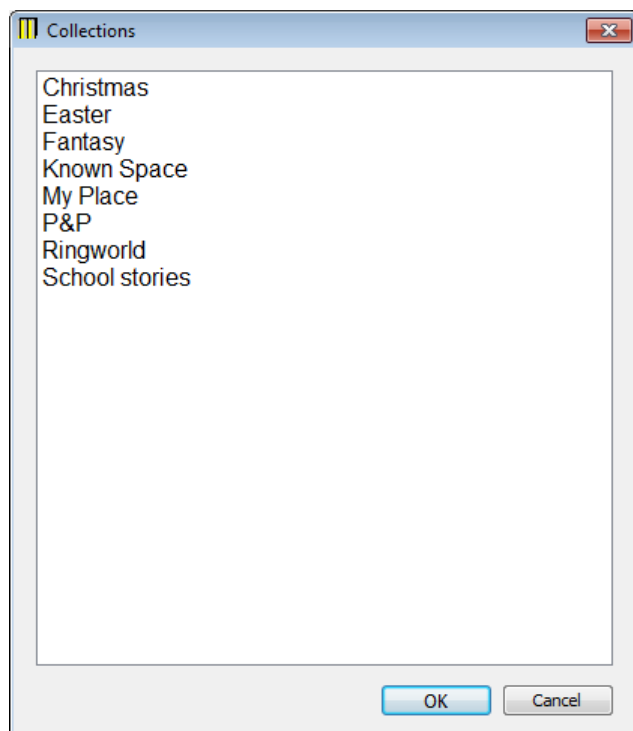 Collections
Christmas
Easter
Fantasy
Known Space
My Place
P&P
Ringworld
School stories
OK
Cancel